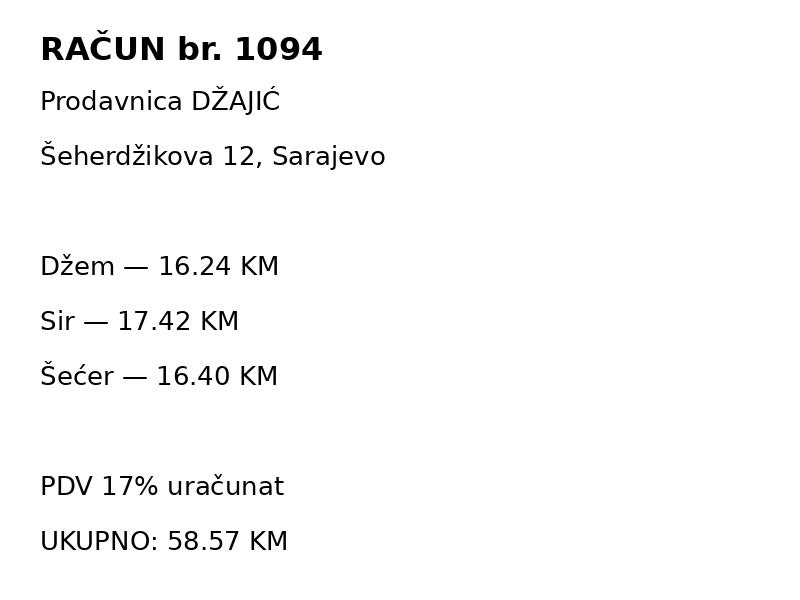 RAČUN br. 1094
Prodavnica DŽAJIĆ
Šeherdžikova 12, Sarajevo
Džem — 16.24 KM
Sir — 17.42 KM
Šećer — 16.40 KM
PDV 17% uračunat
UKUPNO: 58.57 KM